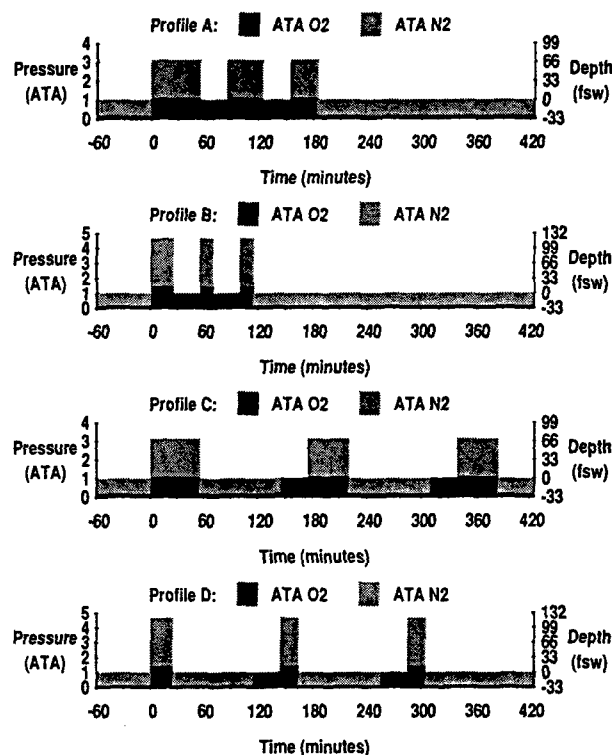 Profile A: ATA O2 ATA N2
Pressure (ATA)
4
3
2
1
0
99
66
33
0
-33
Depth (fsw)
-60 0 60 120 180 240 300 360 420
Time (minutes)
Profile B: ATA O2 ATA N2
Pressure (ATA)
5
4
3
2
1
0
132
99
66
33
0
-33
Depth (fsw)
-60 0 60 120 180 240 300 360 420
Time (minutes)
Profile C: ATA O2 ATA N2
Pressure (ATA)
4
3
2
1
0
99
66
33
0
-33
Depth (fsw)
-60 0 60 120 180 240 300 360 420
Time (minutes)
Profile D: ATA O2 ATA N2
Pressure (ATA)
5
4
3
2
1
0
132
99
66
33
0
-33
Depth (fsw)
-60 0 60 120 180 240 300 360 420
Time (minutes)